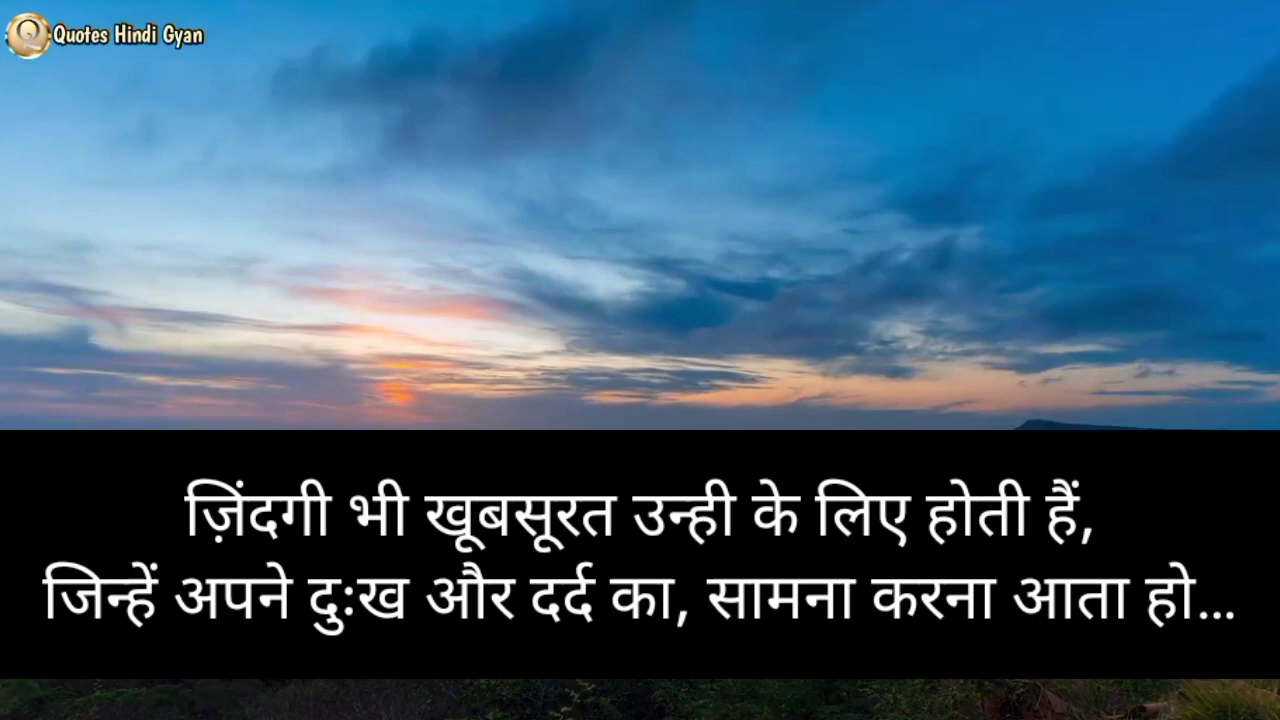 Quotes Hindi Gyan
ज़िंदगी भी खूबसूरत उन्ही के लिए होती हैं,
जिन्हें अपने दुःख और दर्द का, सामना करना आता हो...